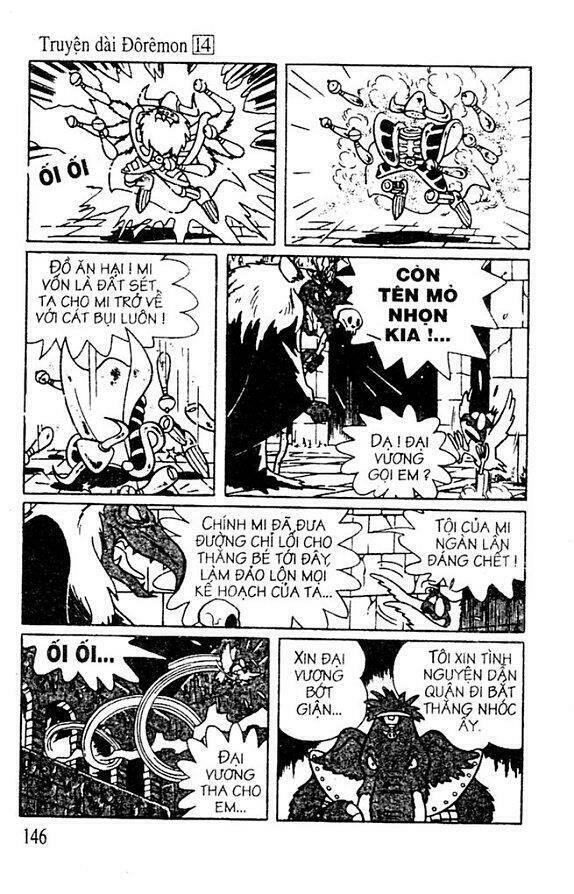 Truyện dài Đôrêmon 14
ỐI ỐI
ĐỒ ĂN HẠI! MI
VỐN LÀ ĐẤT SÉT,
TA CHO MI TRỞ VỀ
VỚI CÁT BỤI LUÔN!
CÒN
TÊN MỎ
NHỌN
KIA!...
DẠ! ĐẠI
VƯƠNG
GỌI EM?
CHÍNH MI ĐÃ ĐƯA
ĐƯỜNG CHỈ LỐI CHO
THẰNG BÉ TỚI ĐÂY,
LÀM ĐẢO LỘN MỌI
KẾ HOẠCH CỦA TA...
TỘI CỦA MI
NGÀN LẦN
ĐÁNG CHẾT!
ỐI ỐI...
ĐẠI
VƯƠNG
THA CHO
EM...
XIN ĐẠI
VƯƠNG
BỚT
GIẬN...
TÔI XIN TÌNH
NGUYỆN DẪN
QUÂN ĐI BẮT
THẰNG NHÓC
ẤY.
146